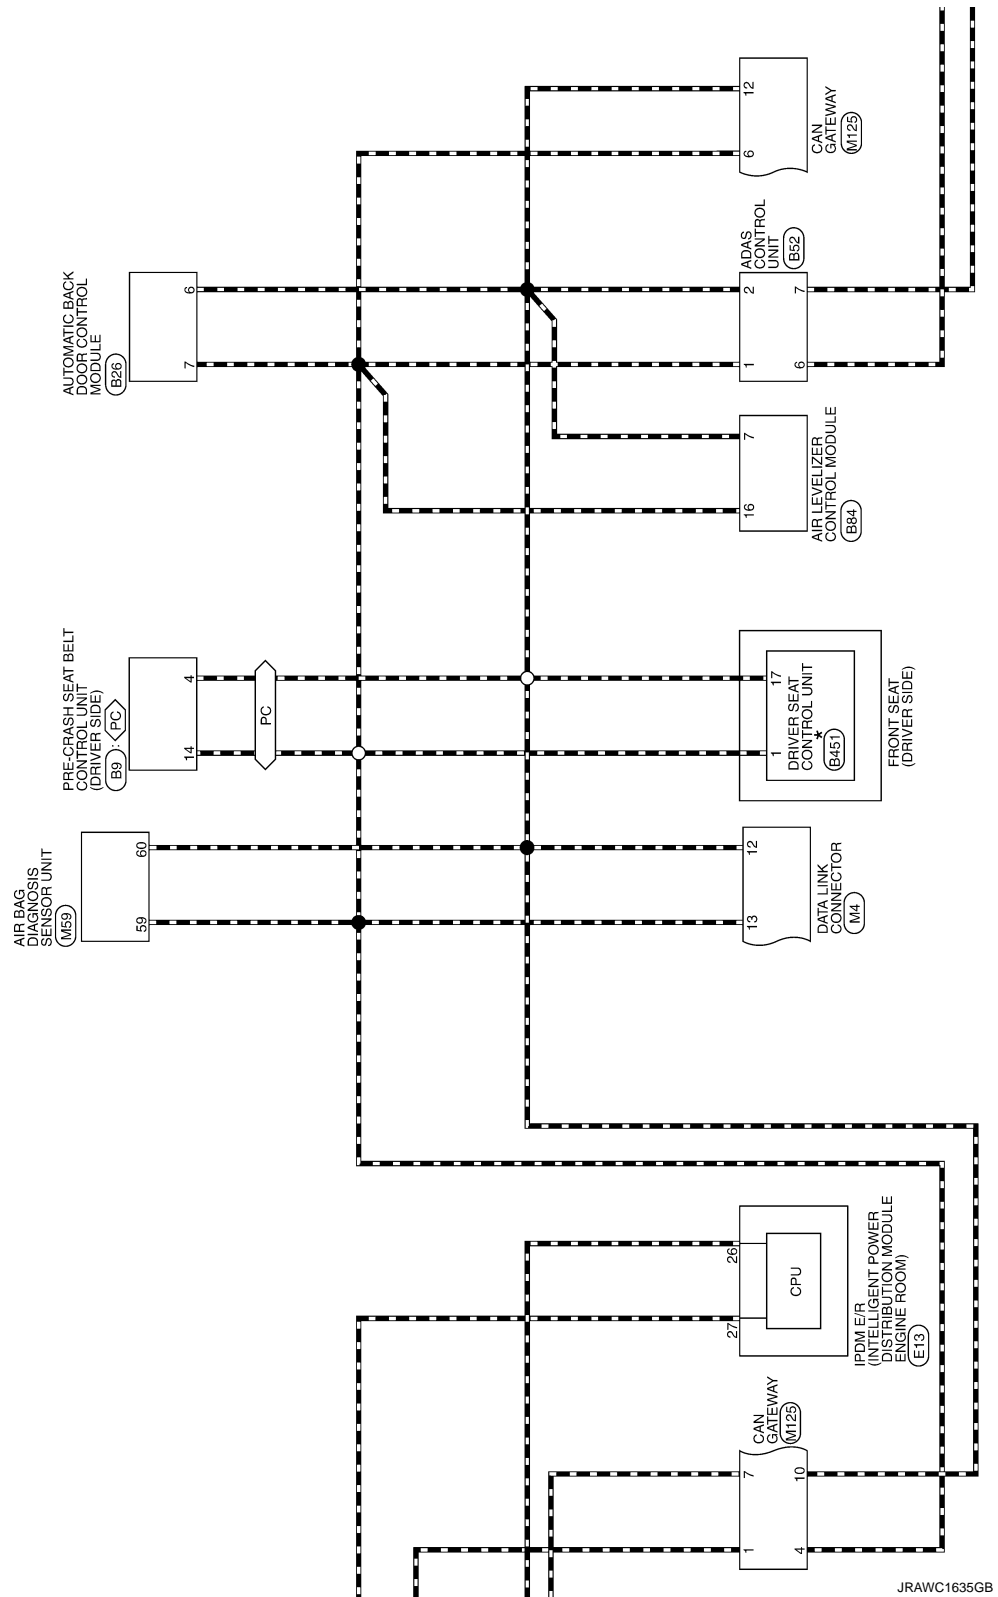 12
6
CAN
GATEWAY
M125
ADAS
CONTROL
UNIT
B52
2
7
1
6
AUTOMATIC BACK
DOOR CONTROL
MODULE
B26
6
7
7
16
AIR LEVELIZER
CONTROL MODULE
B84
PRE-CRASH SEAT BELT
CONTROL UNIT
(DRIVER SIDE)
B9 : PC
4
14
PC
17
1
DRIVER SEAT
CONTROL UNIT
*
B451
FRONT SEAT
(DRIVER SIDE)
AIR BAG
DIAGNOSIS
SENSOR UNIT
M59
60
59
12
13
DATA LINK
CONNECTOR
M4
26
27
CPU
IPDM E/R
(INTELLIGENT POWER
DISTRIBUTION MODULE
ENGINE ROOM)
E13
CAN
GATEWAY
M125
7
10
1
4
JRAWC1635GB